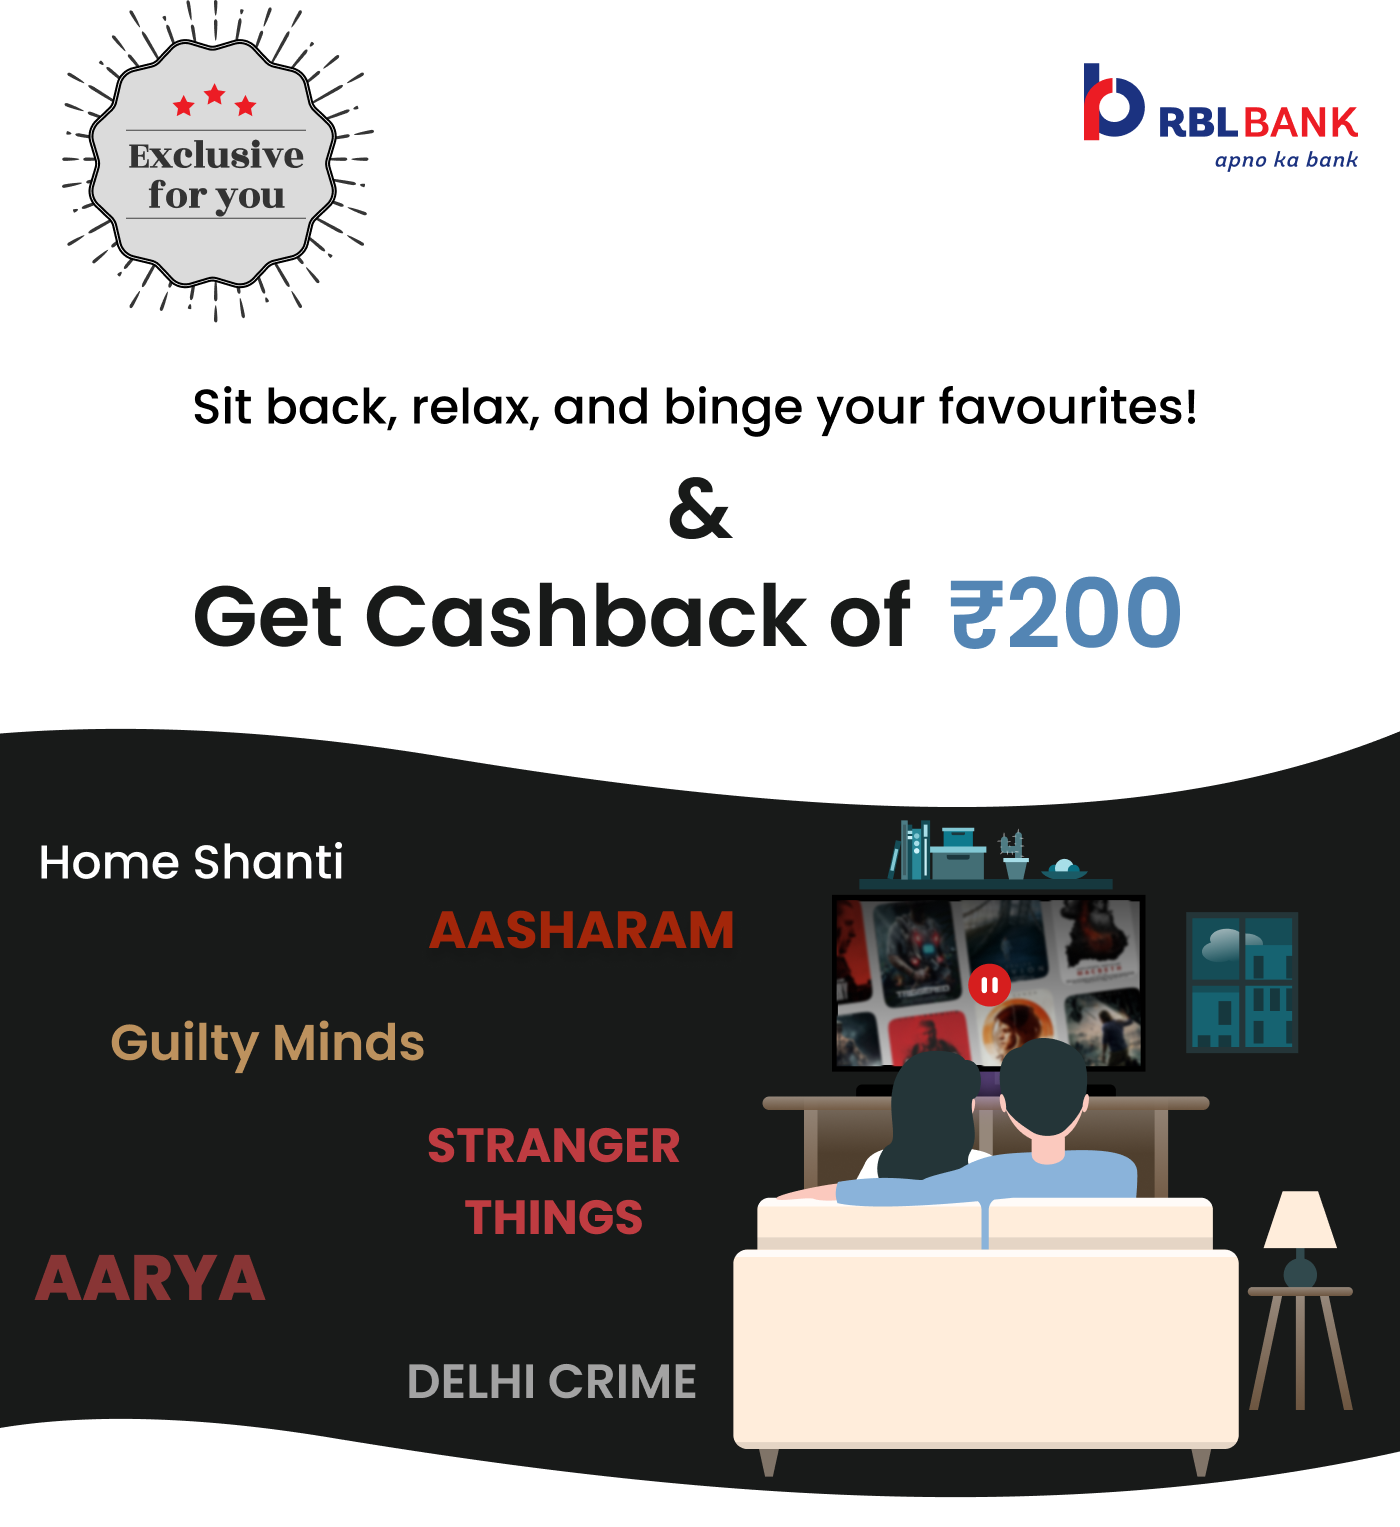 Exclusive
for you
RBL BANK
apno ka bank
Sit back, relax, and binge your favourites!
&
Get Cashback of ₹200
Home Shanti
AASHARAM
Guilty Minds
STRANGER
THINGS
AARYA
DELHI CRIME